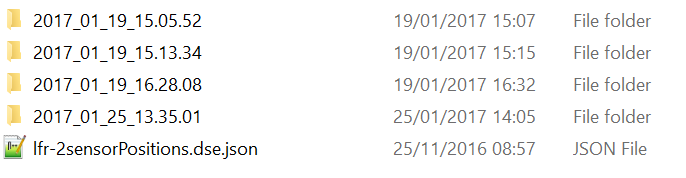 2017_01_19_15.05.52 19/01/2017 15:07 File folder
2017_01_19_15.13.34 19/01/2017 15:15 File folder
2017_01_19_16.28.08 19/01/2017 16:32 File folder
2017_01_25_13.35.01 25/01/2017 14:05 File folder
lfr-2sensorPositions.dse.json 25/11/2016 08:57 JSON File